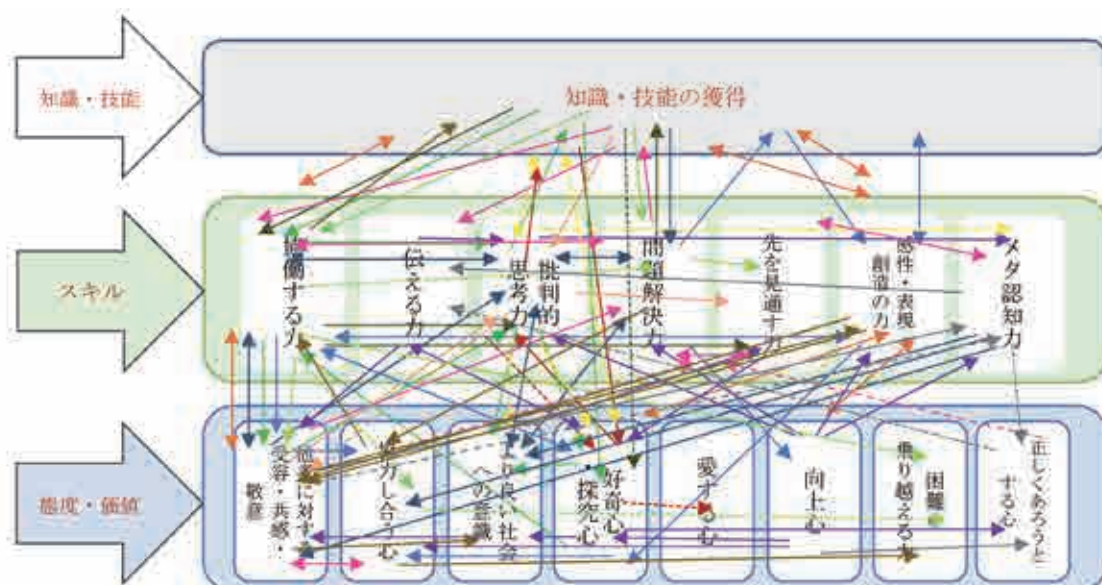 知識・技能
知識・技能の獲得
スキル
協働する力
伝える力
批判的
思考力
問題解決力
先を見通す力
感性・表現
創造の力
メタ認知力
態度・価値
他者に対する
受容・共感・
敬意
協力し合う心
より良い社会
への意識
好奇心
・探究心
愛する心
向上心
困難
乗り越える力
正しくあろうと
する心